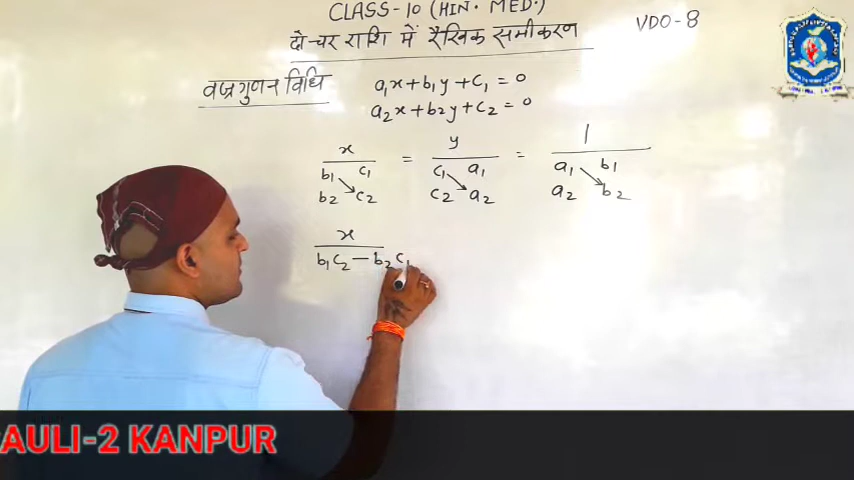 CLASS-10 (HIN. MED.)
VDO-8
दो-चर राशि में रैखिक समीकरण
वज्रगुणन विधि
a₁x+b₁y+c₁ = 0
a₂x+b₂y+c₂ = 0
x = y = 1
b₁ c₁ c₁ a₁ a₁ b₁
b₂ c₂ c₂ a₂ a₂ b₂
x
b₁c₂ — b₂c₁
GAULI-2 KANPUR